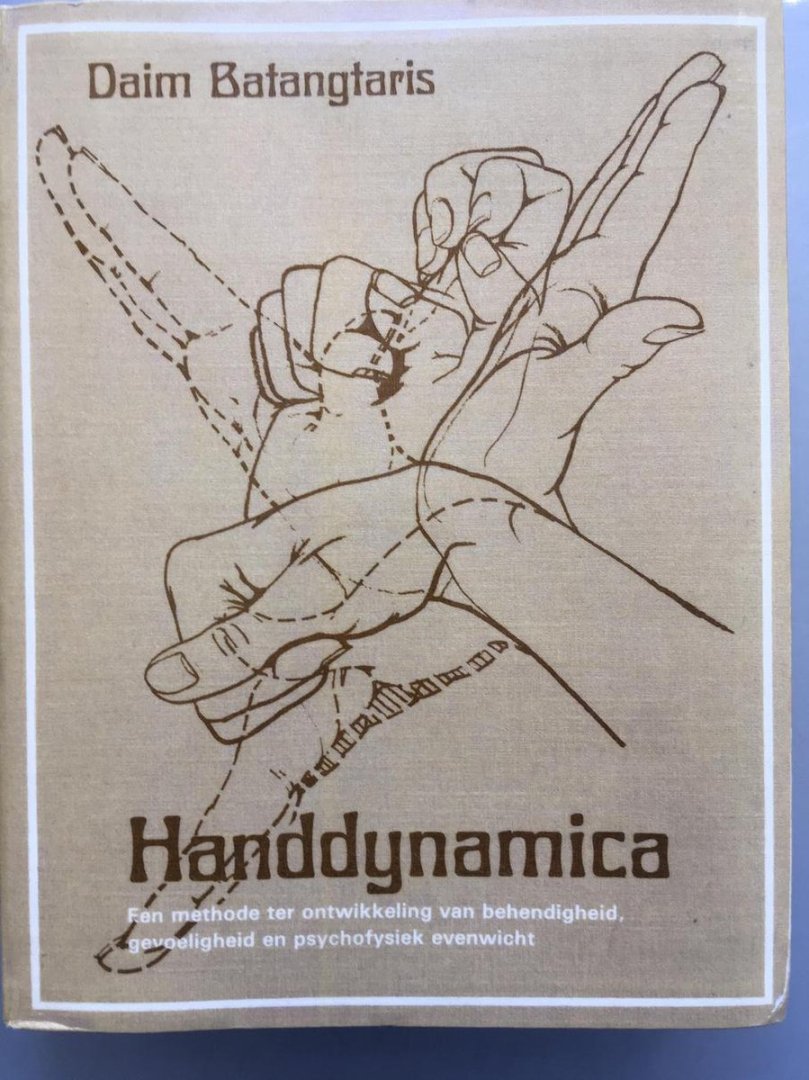 Daim Batangtaris
Handdynamica
Een methode ter ontwikkeling van behendigheid,
gevoeligheid en psychofysiek evenwicht